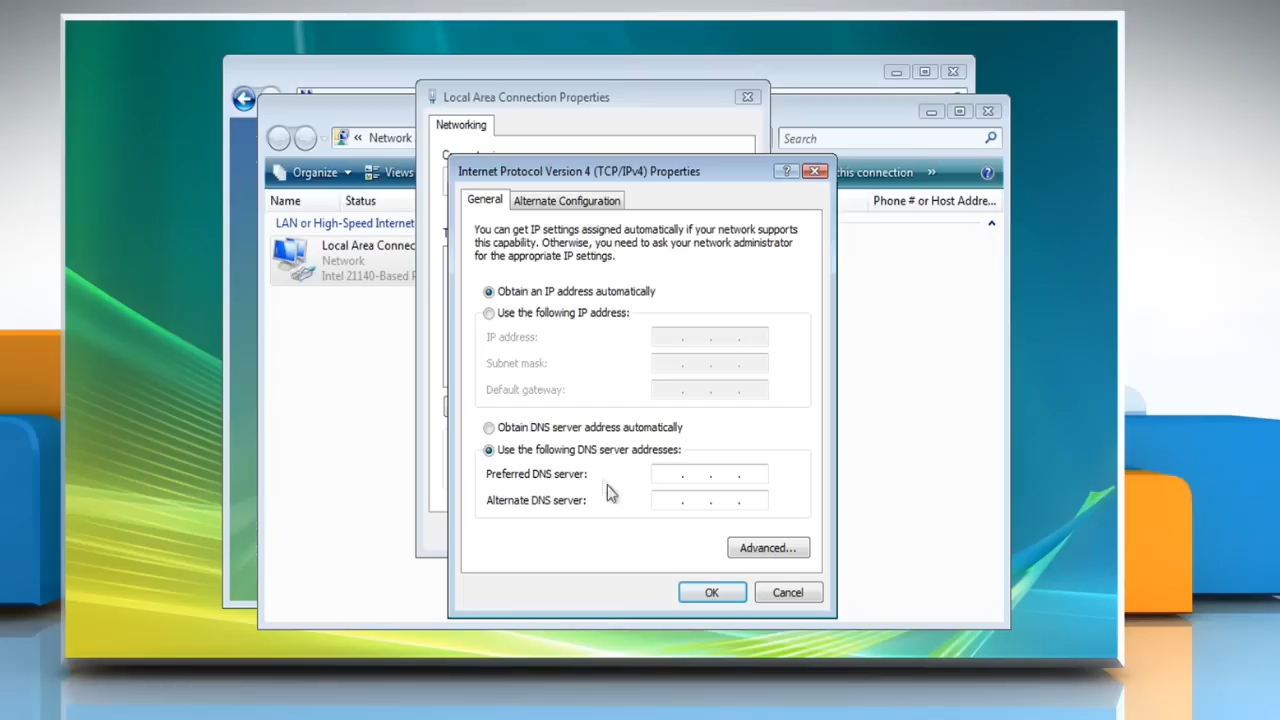 Local Area Connection Properties
Networking
Network
Search
Organize
Views
this connection
»
Name
Status
Phone # or Host Addre...
LAN or High-Speed Internet
Local Area Connec
Network
Intel 21140-Based P
Internet Protocol Version 4 (TCP/IPv4) Properties
General
Alternate Configuration
You can get IP settings assigned automatically if your network supports
this capability. Otherwise, you need to ask your network administrator
for the appropriate IP settings.
Obtain an IP address automatically
Use the following IP address:
IP address:
Subnet mask:
Default gateway:
Obtain DNS server address automatically
Use the following DNS server addresses:
Preferred DNS server:
Alternate DNS server:
Advanced...
OK
Cancel